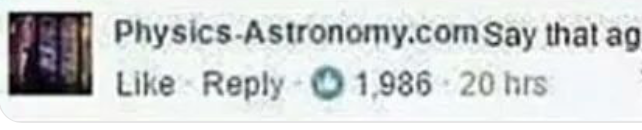 Physics-Astronomy.com Say that ag
Like · Reply · 1,986 · 20 hrs